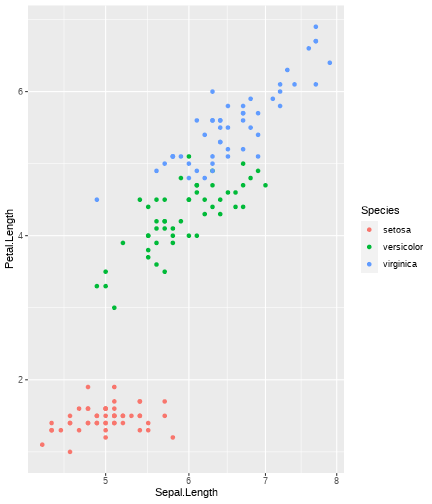 Petal.Length
6
4
2
5
6
7
8
Sepal.Length
Species
setosa
versicolor
virginica